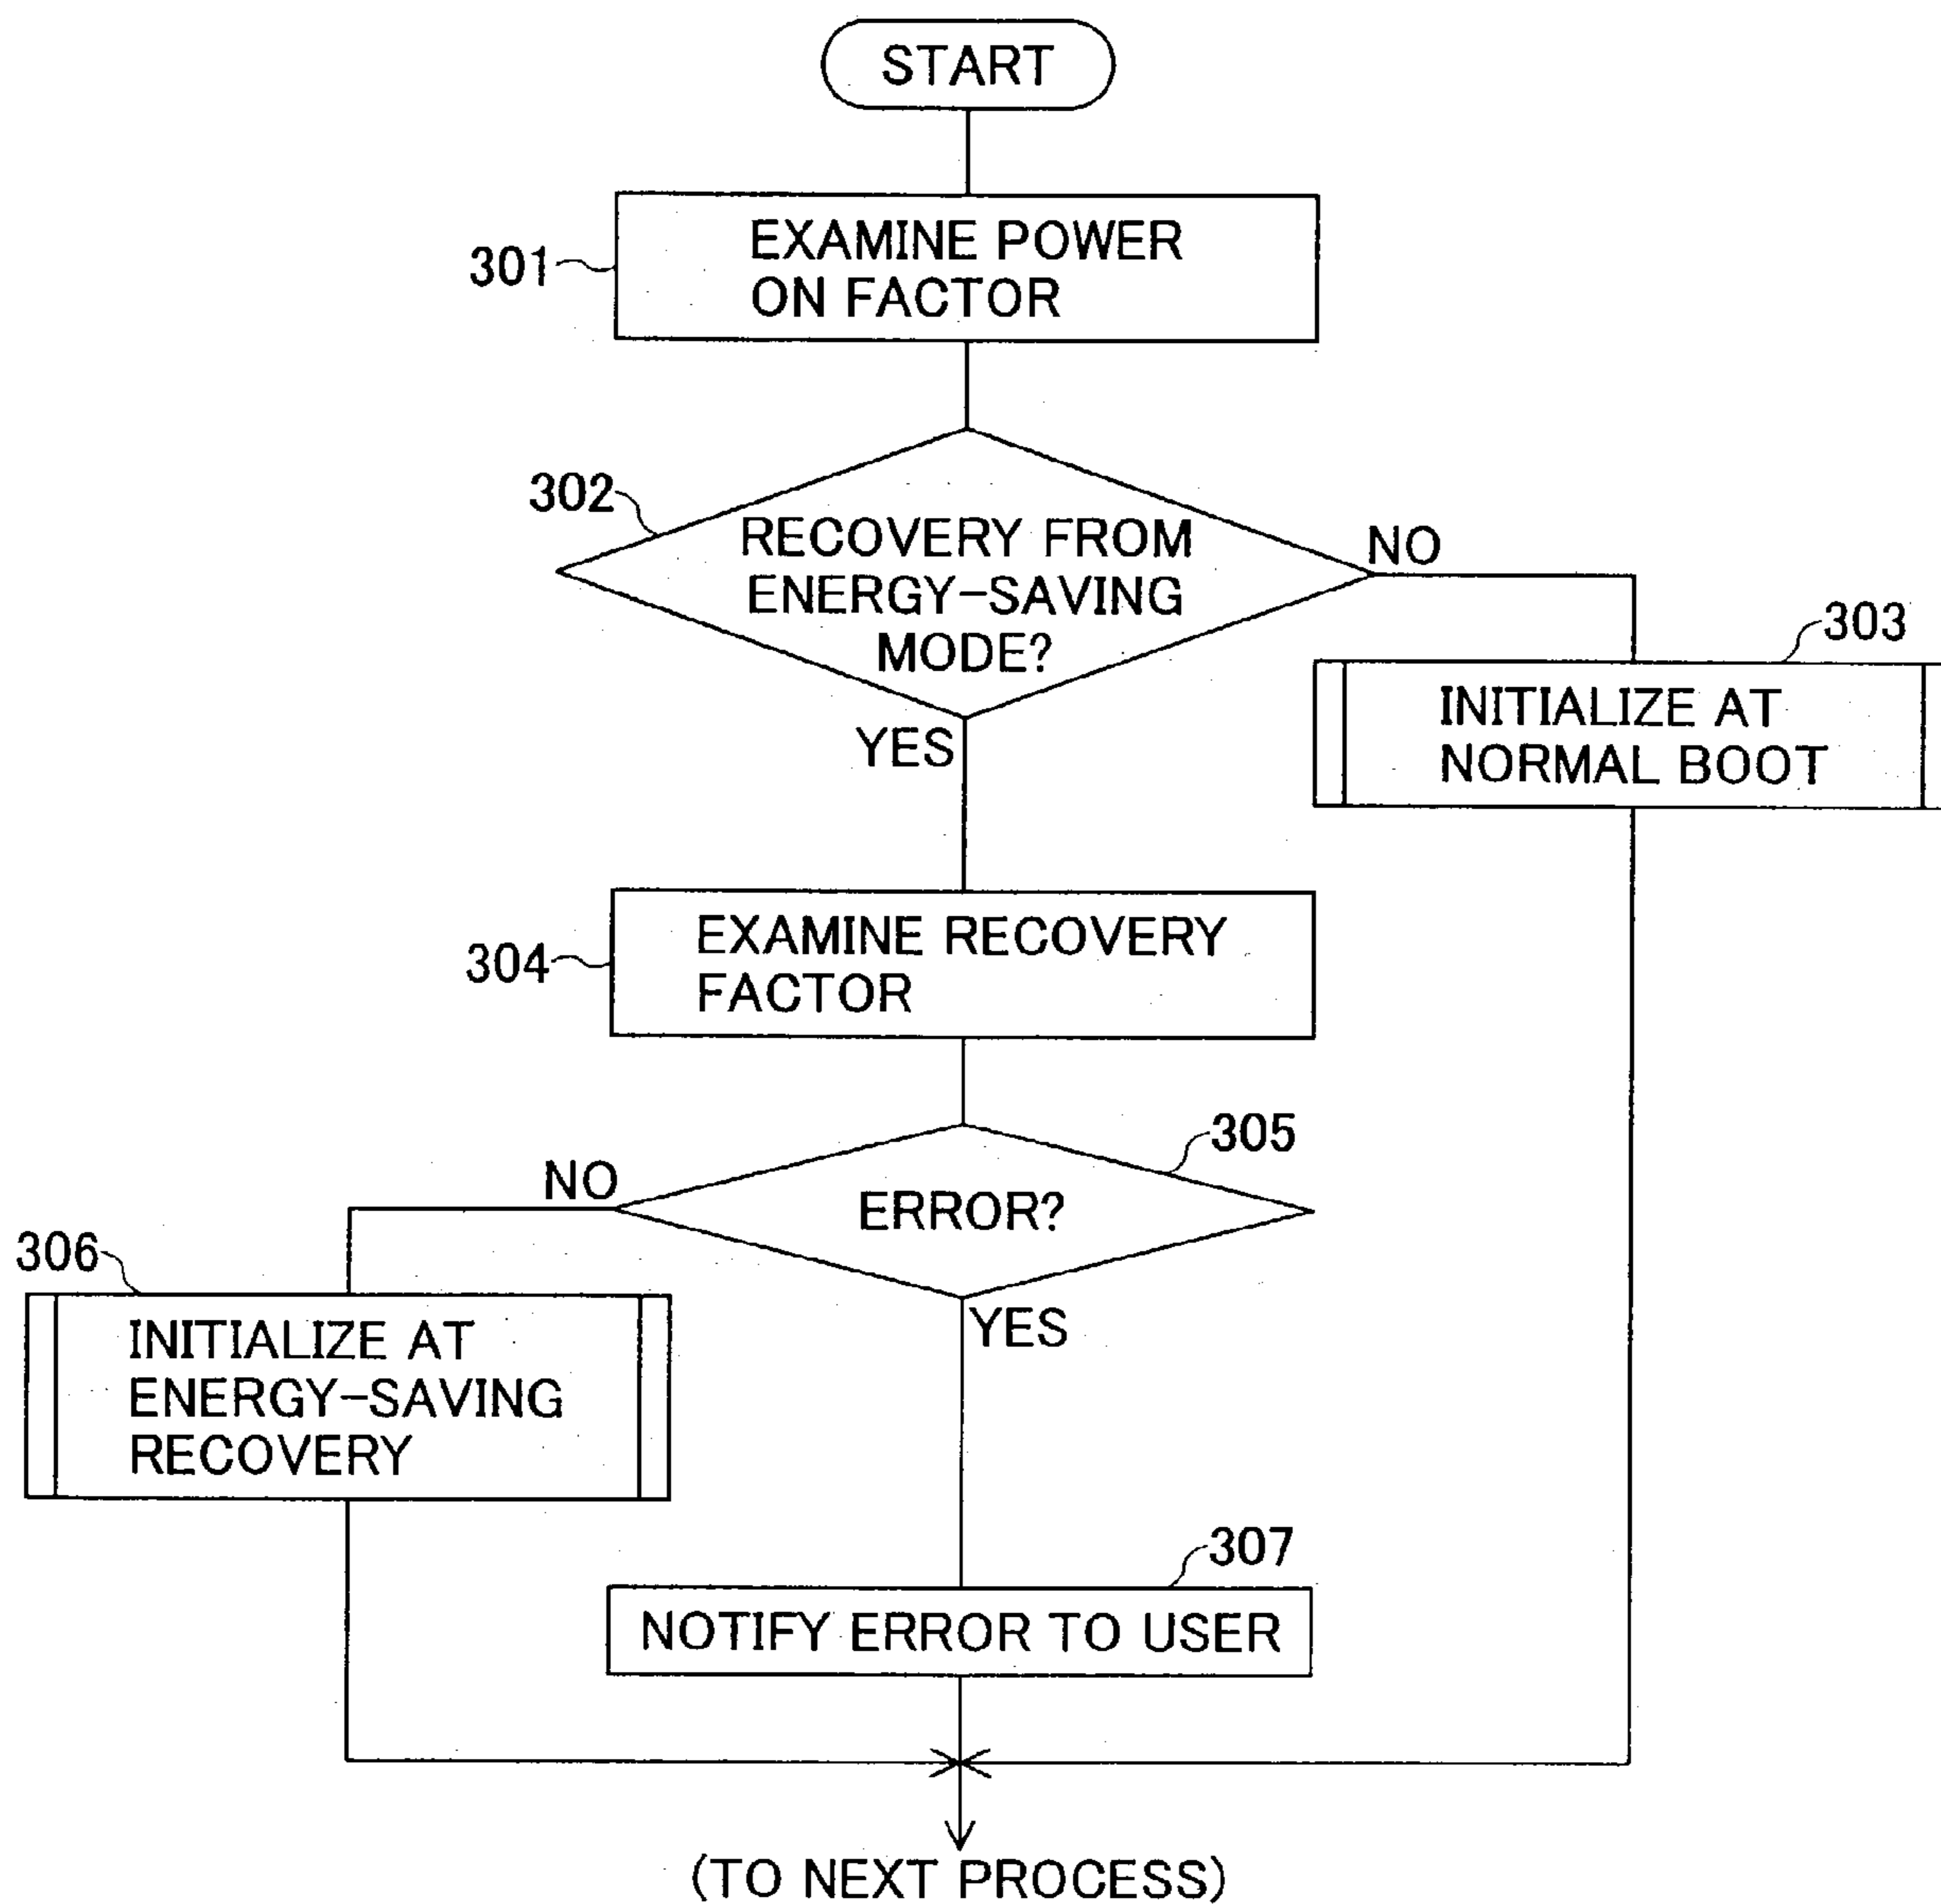 START
301
EXAMINE POWER
ON FACTOR
302
RECOVERY FROM
ENERGY-SAVING
MODE?
NO
YES
303
INITIALIZE AT
NORMAL BOOT
304
EXAMINE RECOVERY
FACTOR
305
ERROR?
NO
YES
306
INITIALIZE AT
ENERGY-SAVING
RECOVERY
307
NOTIFY ERROR TO USER
(TO NEXT PROCESS)